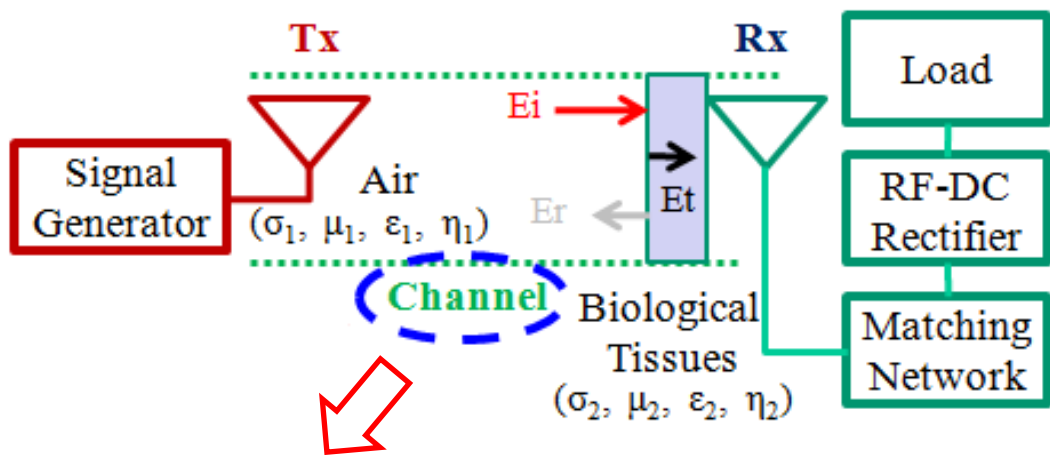 Tx
Rx
Load
Ei
Signal
Generator
Air
(σ₁, μ₁, ε₁, η₁)
Er
Et
RF-DC
Rectifier
Channel
Biological
Tissues
(σ₂, μ₂, ε₂, η₂)
Matching
Network